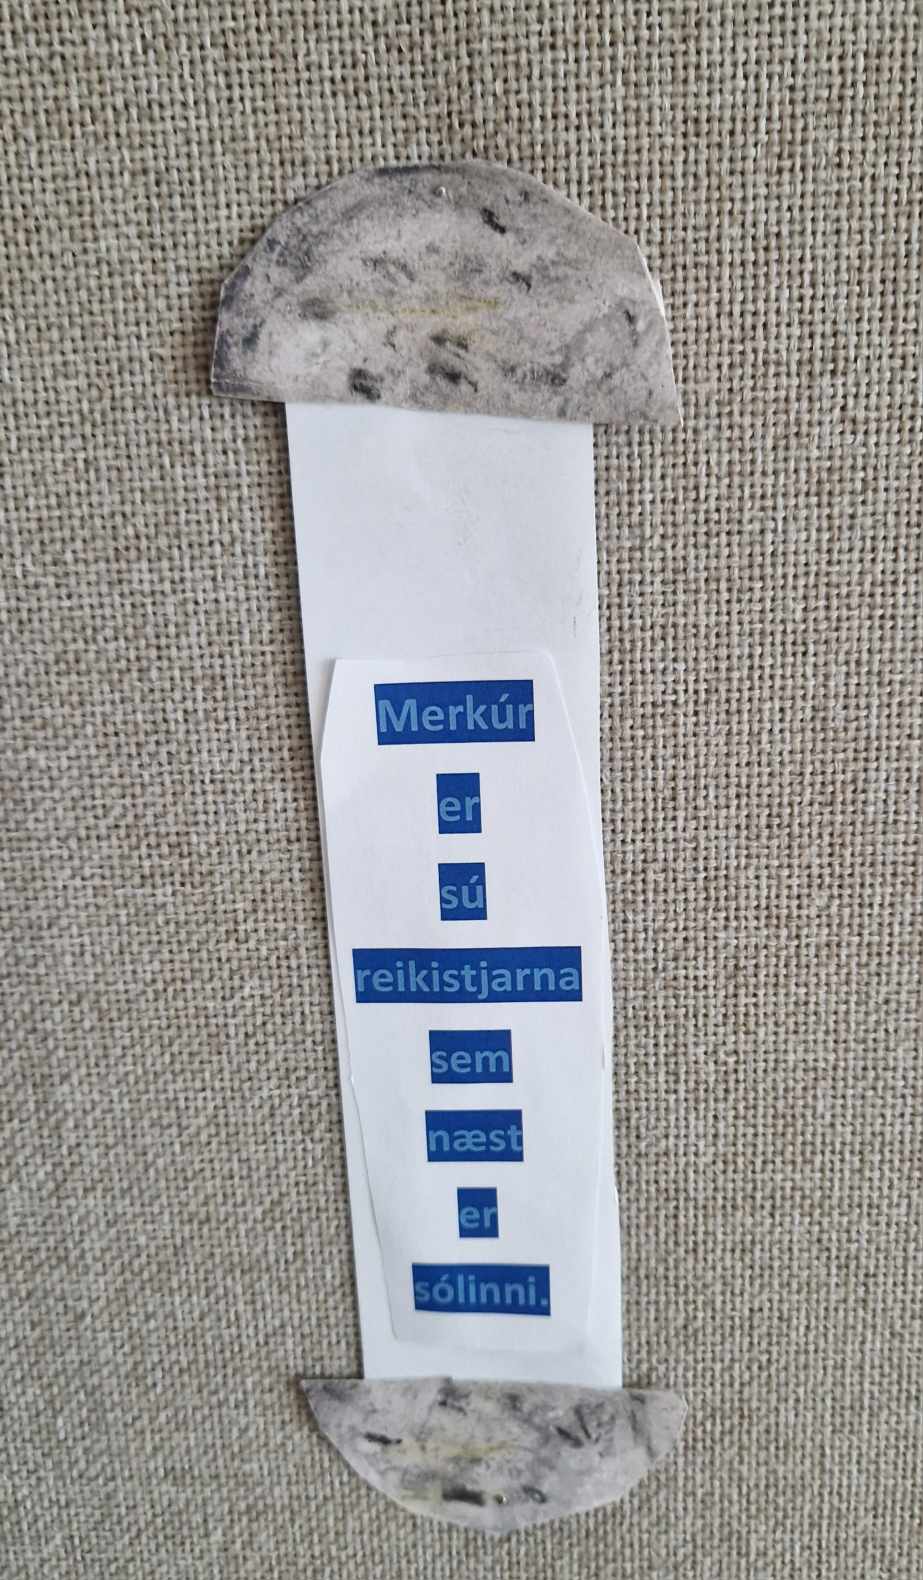 Merkúr
er
sú
reikistjarna
sem
næst
er
sólinni.